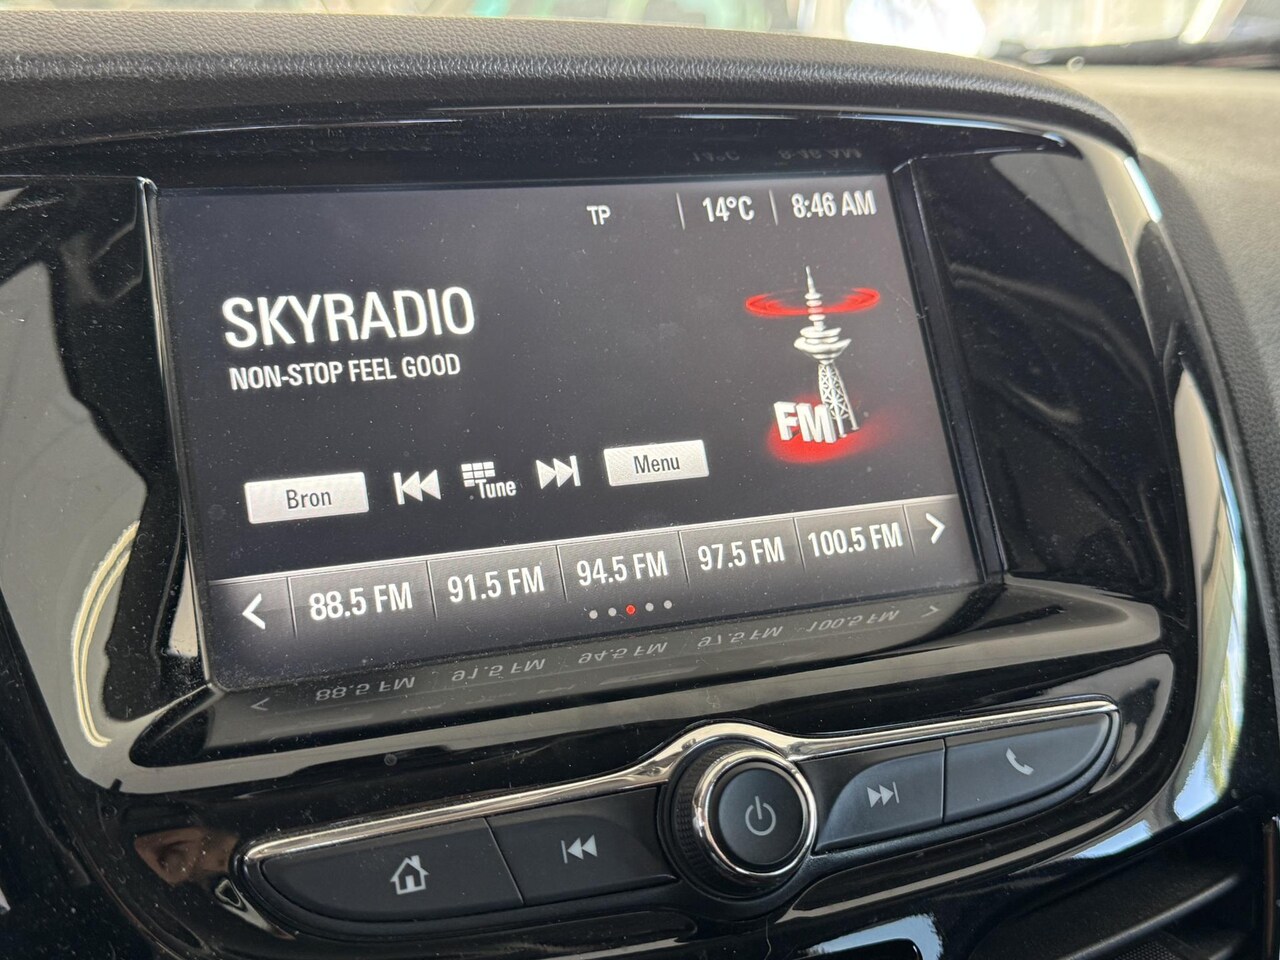 TP 14°C 8:46 AM
SKYRADIO
NON-STOP FEEL GOOD
FM
Bron Tune Menu
88.5 FM 91.5 FM 94.5 FM 97.5 FM 100.5 FM